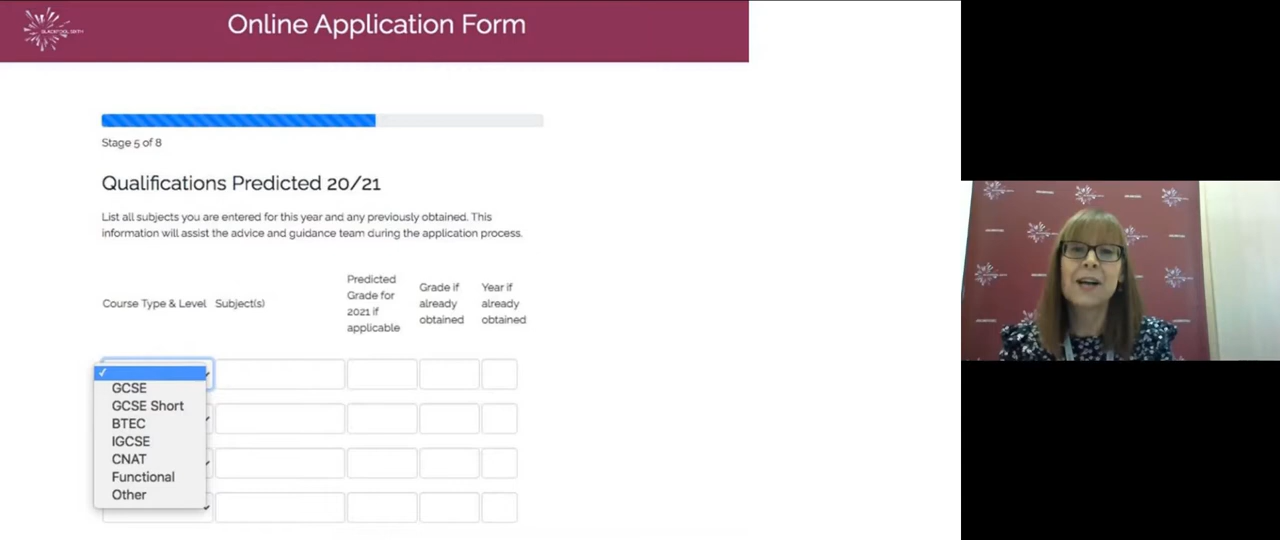 BLACKPOOL SIXTH
Online Application Form
Stage 5 of 8
Qualifications Predicted 20/21
List all subjects you are entered for this year and any previously obtained. This
information will assist the advice and guidance team during the application process.
Course Type & Level
Subject(s)
Predicted
Grade for
2021 if
applicable
Grade if
already
obtained
Year if
already
obtained
GCSE
GCSE Short
BTEC
IGCSE
CNAT
Functional
Other